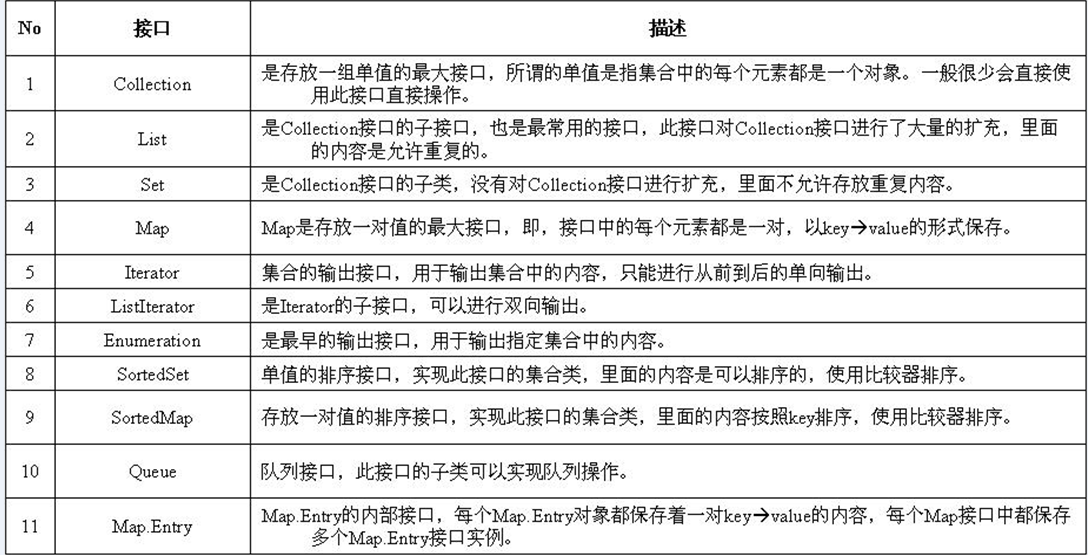 No 接口 描述
1 Collection 是存放一组单值的最大接口，所谓的单值是指集合中的每个元素都是一个对象。一般很少会直接使
用此接口直接操作。
2 List 是Collection接口的子接口，也是最常用的接口，此接口对Collection接口进行了大量的扩充，里面
的内容是允许重复的。
3 Set 是Collection接口的子类，没有对Collection接口进行扩充，里面不允许存放重复内容。
4 Map Map是存放一对值的最大接口，即，接口中的每个元素都是一对，以key→value的形式保存。
5 Iterator 集合的输出接口，用于输出集合中的内容，只能进行从前到后的单向输出。
6 ListIterator 是Iterator的子接口，可以进行双向输出。
7 Enumeration 是最早的输出接口，用于输出指定集合中的内容。
8 SortedSet 单值的排序接口，实现此接口的集合类，里面的内容是可以排序的，使用比较器排序。
9 SortedMap 存放一对值的排序接口，实现此接口的集合类，里面的内容按照key排序，使用比较器排序。
10 Queue 队列接口，此接口的子类可以实现队列操作。
11 Map.Entry Map.Entry的内部接口，每个Map.Entry对象都保存着一对key→value的内容，每个Map接口中都保存
多个Map.Entry接口实例。